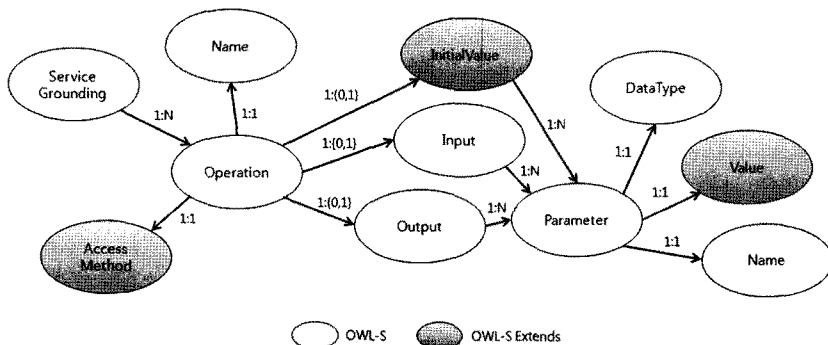 Name
InitialValue
Service
Grounding
DataType
1:N
1:1
1:{0,1}
1:N
1:{0,1}
Input
1:1
Value
Operation
1:N
1:1
1:1
1:{0,1}
Output
1:N
Parameter
Access
Method
1:1
Name
OWL-S
OWL-S Extends